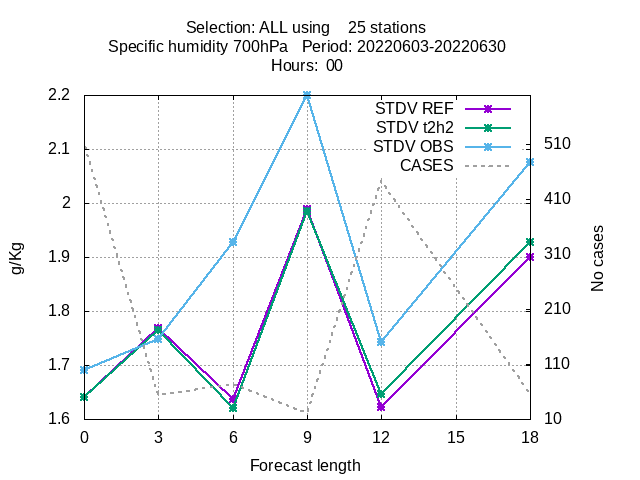 Selection: ALL using    25 stations
Specific humidity 700hPa   Period: 20220603-20220630
Hours:  00
STDV REF
STDV t2h2
STDV OBS
CASES
2.2
2.1
2
1.9
1.8
1.7
1.6
g/Kg
510
410
310
210
110
10
No cases
0 3 6 9 12 15 18
Forecast length